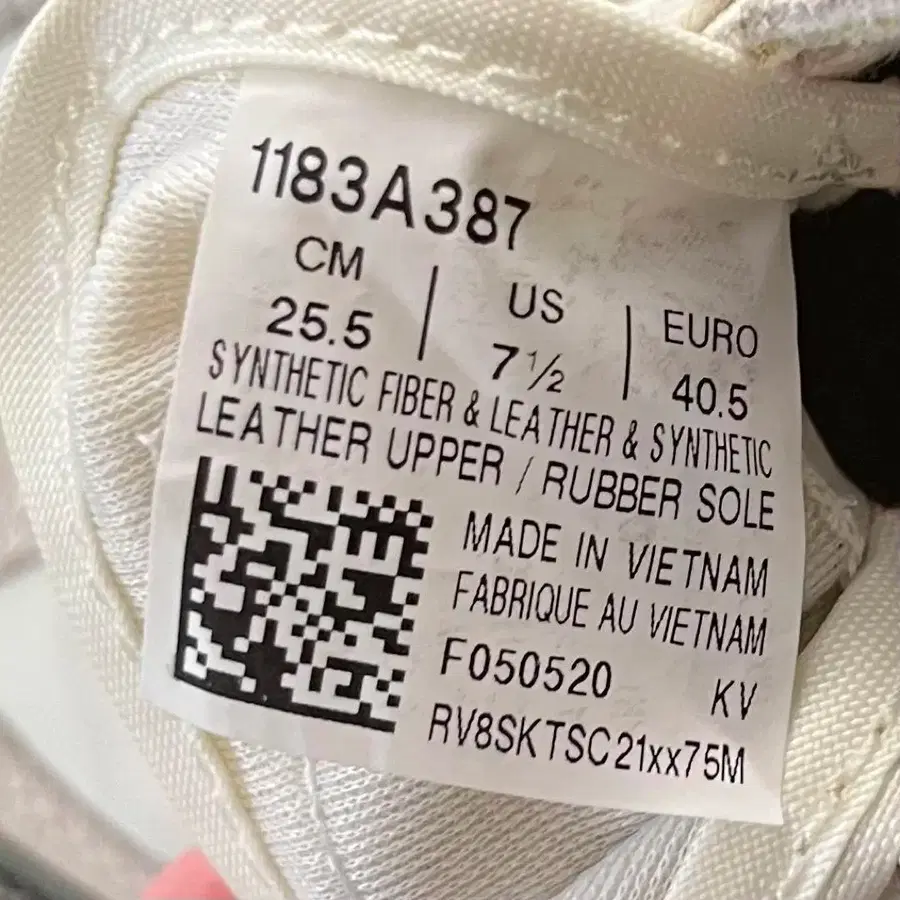 1183A387
CM | US | EURO
25.5 | 7 1/2 | 40.5
SYNTHETIC FIBER & LEATHER & SYNTHETIC
LEATHER UPPER / RUBBER SOLE
MADE IN VIETNAM
FABRIQUE AU VIETNAM
F050520 KV
RV8SKTSC21xx75M